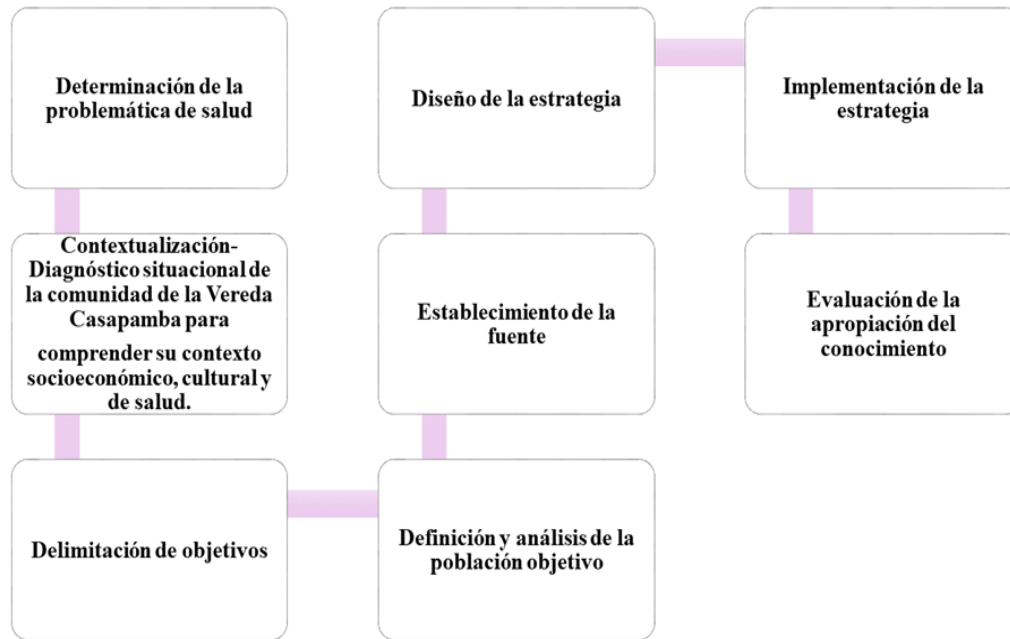 Determinación de la
problemática de salud
Contextualización-
Diagnóstico situacional de
la comunidad de la Vereda
Casapamba para
comprender su contexto
socioeconómico, cultural y
de salud.
Delimitación de objetivos
Definición y análisis de la
población objetivo
Establecimiento de la
fuente
Diseño de la estrategia
Implementación de la
estrategia
Evaluación de la
apropiación del
conocimiento